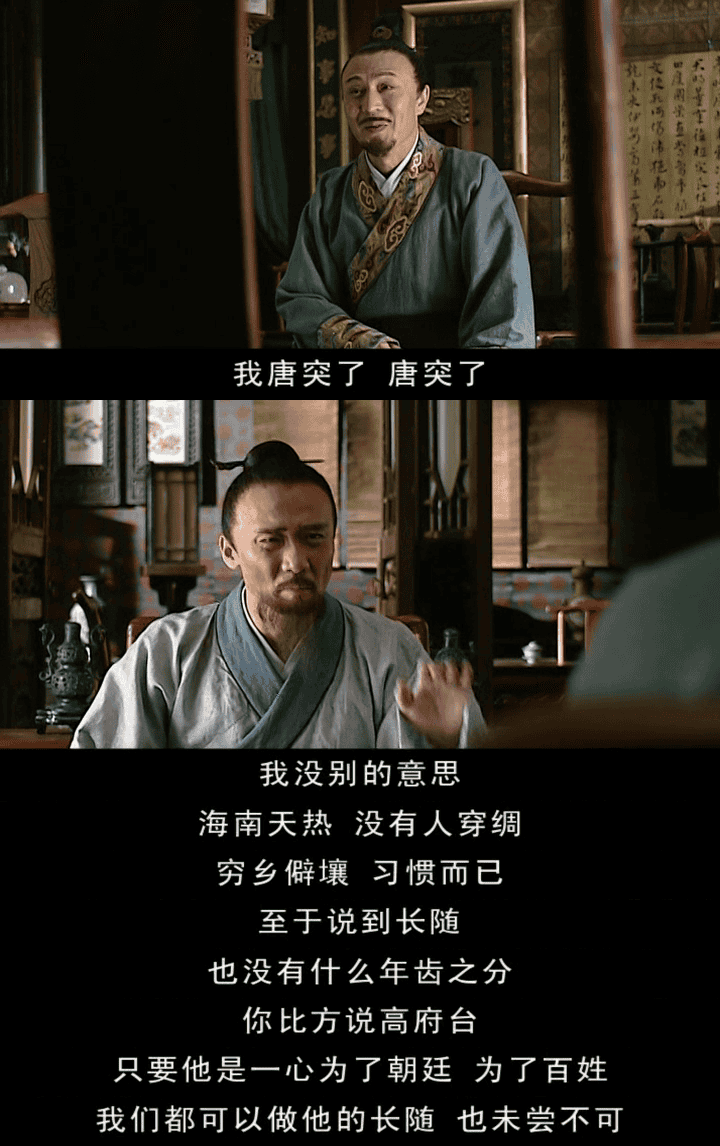 我唐突了 唐突了
我没别的意思
海南天热 没有人穿绸
穷乡僻壤 习惯而已
至于说到长随
也没有什么年齿之分
你比方说高府台
只要他是一心为了朝廷 为了百姓
我们都可以做他的长随 也未尝不可